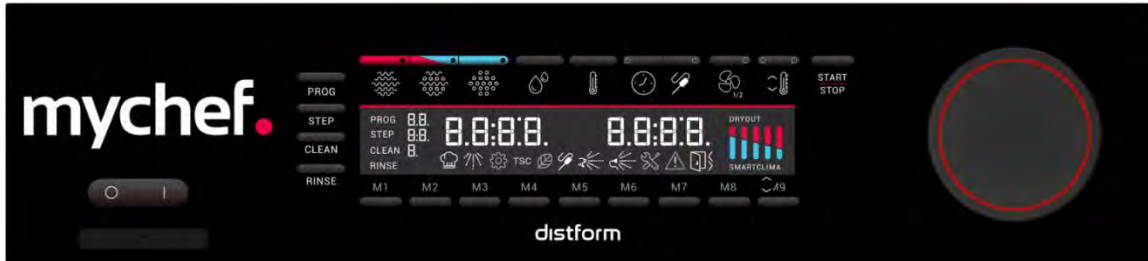 mychef.
PROG
STEP
CLEAN
RINSE
1/2
START
STOP
PROG 8.8.
STEP 8.8.
CLEAN 8.
RINSE
8.8:8.8.
8.8:8.8.
TSC
DRYOUT
SMARTCLIMA
M1 M2 M3 M4 M5 M6 M7 M8 M9
O I
distform